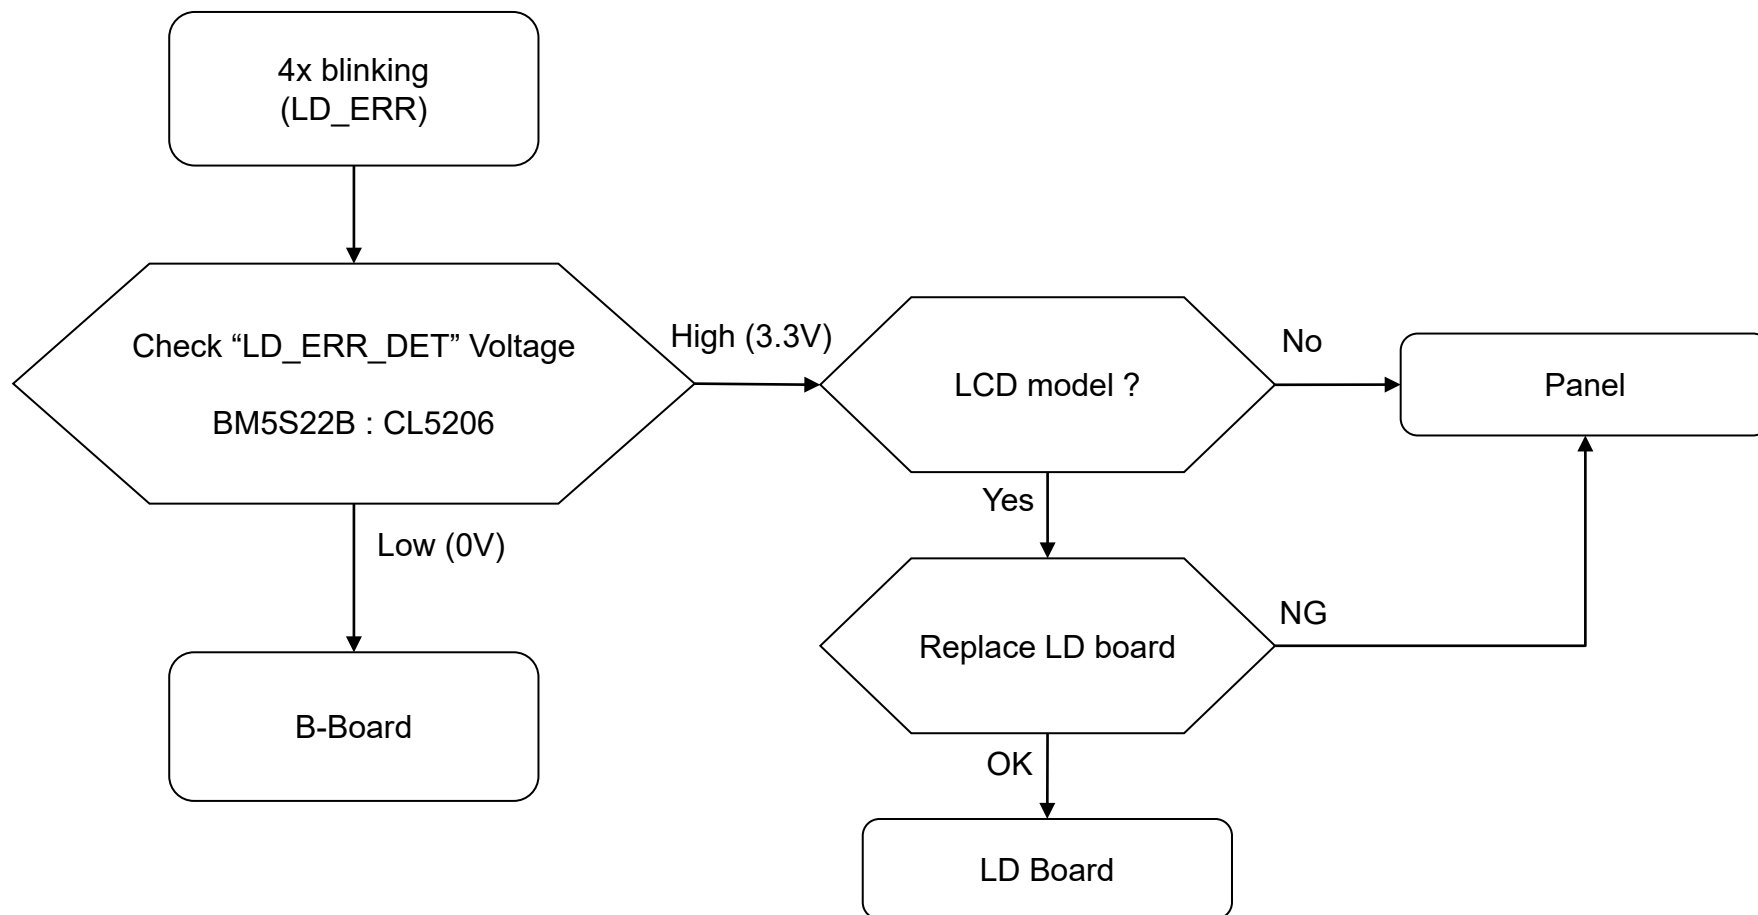 4x blinking
(LD_ERR)
Check “LD_ERR_DET” Voltage
BM5S22B : CL5206
High (3.3V)
LCD model ?
No
Panel
Yes
Low (0V)
Replace LD board
NG
B-Board
OK
LD Board